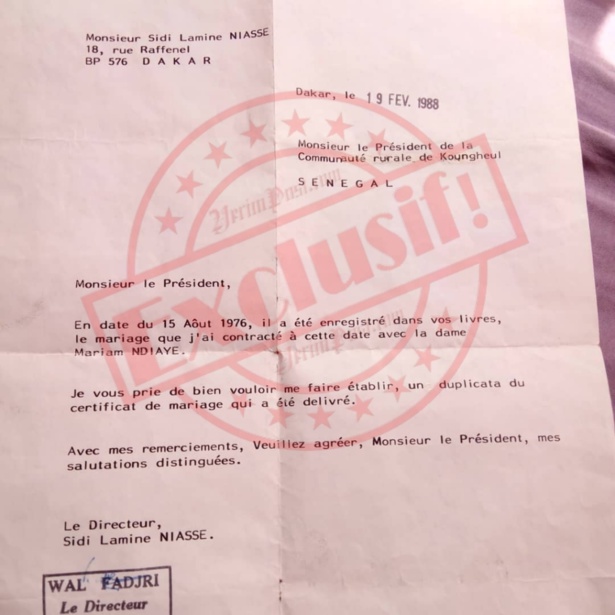 Monsieur Sidi Lamine NIASSE
18, rue Raffenel
BP 576 D A K A R
Dakar, le 19 FEV. 1988
Monsieur le Président de la
Communauté rurale de Koungheul
S E N E G A L
Exclusif!
Monsieur le Président,
En date du 15 Aôut 1976, il a été enregistré dans vos livres,
le mariage que j'ai contracté à cette date avec la dame
Mariam NDIAYE.
Je vous prie de bien vouloir me faire établir, un duplicata du
certificat de mariage qui a été delivré.
Avec mes remerciements, Veuillez agréer, Monsieur le Président, mes
salutations distinguées.
Le Directeur,
Sidi Lamine NIASSE.
WAL FADJRI
Le Directeur